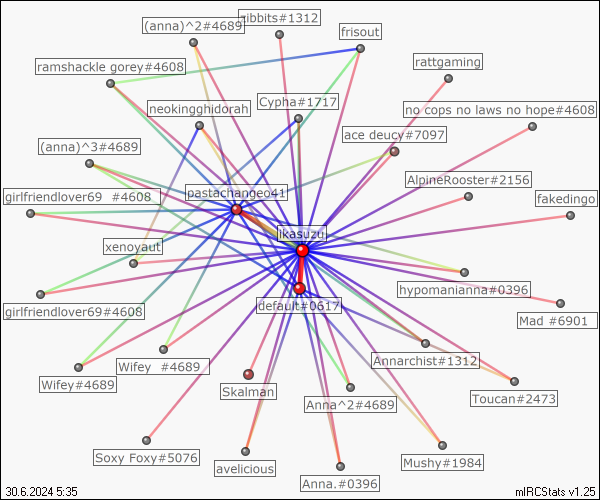 (anna)^2#4689
zibbits#1312
frisout
ramshackle gorey#4608
rattgaming
neokingghidorah
Cypha#1717
no cops no laws no hope#4608
(anna)^3#4689
ace deucy#7097
AlpineRooster#2156
girlfriendlover69 #4608
pastachangeo41
fakedingo
ikasuzu
xenoyaut
girlfriendlover69#4608
default#0617
hypomanianna#0396
Mad #6901
Wifey#4689
Wifey #4689
Annarchist#1312
Skalman
Anna^2#4689
Toucan#2473
Soxy Foxy#5076
avelicious
Anna.#0396
Mushy#1984
30.6.2024 5:35
mIRCStats v1.25